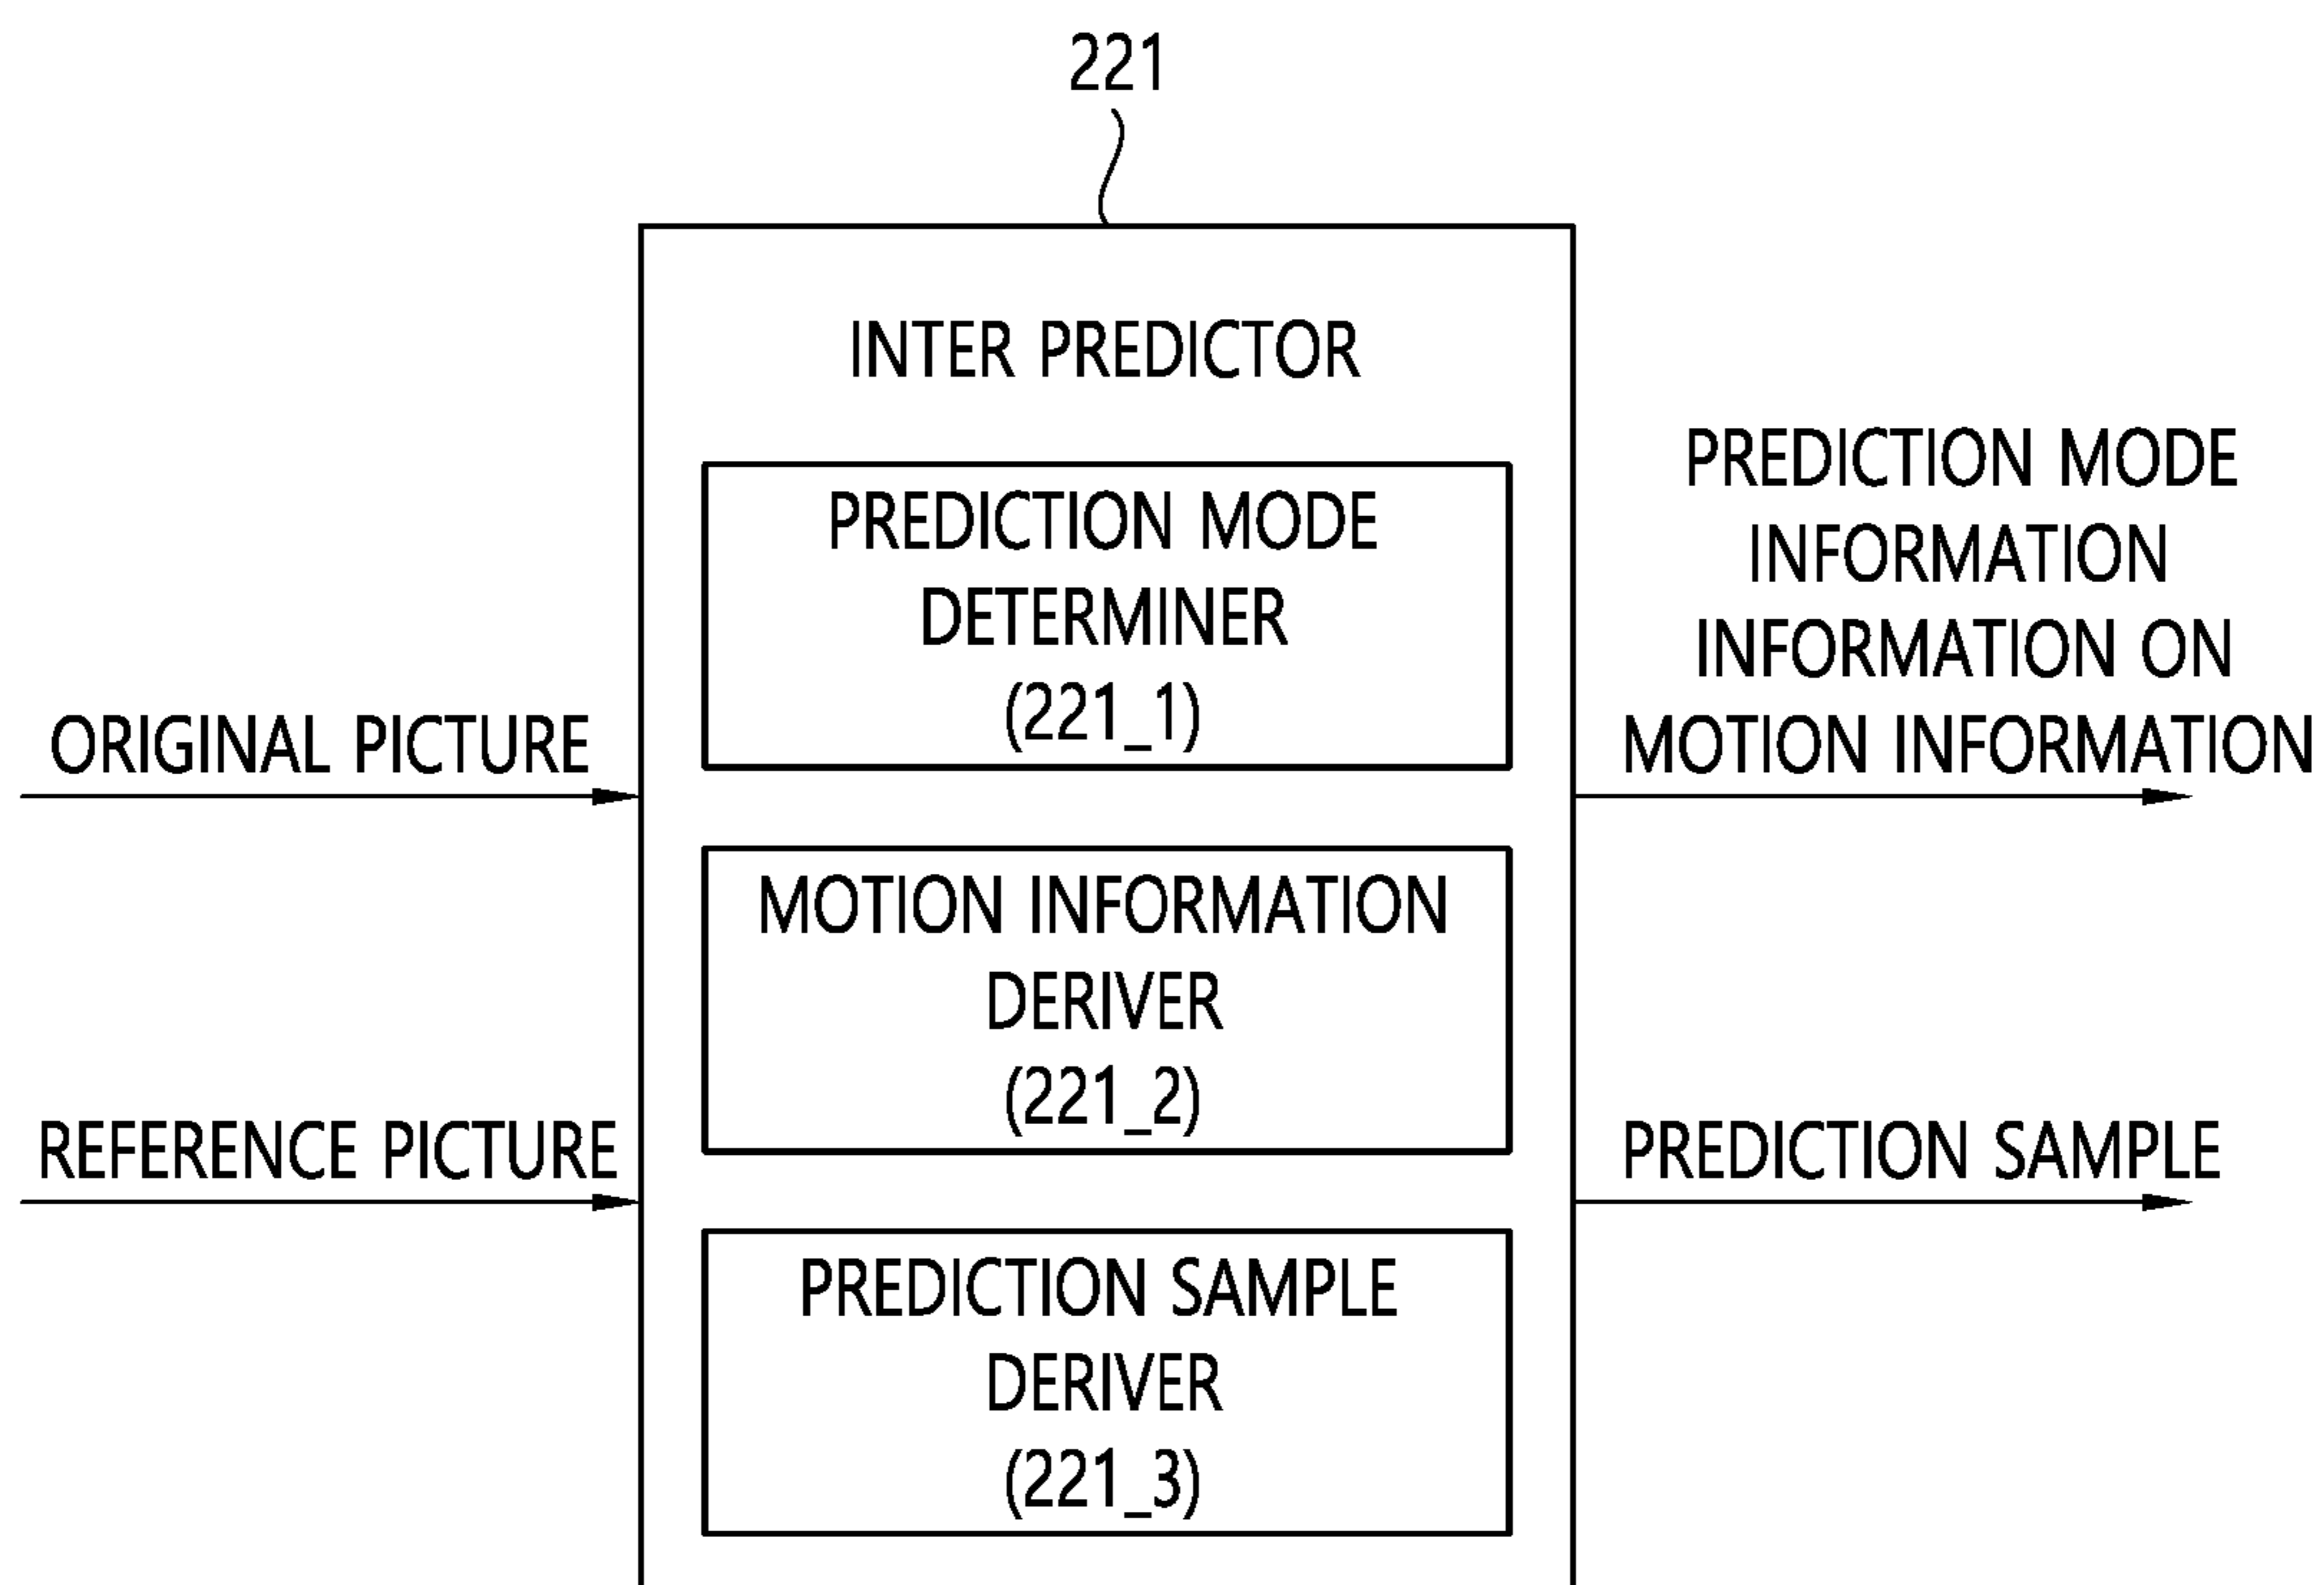 221
INTER PREDICTOR
PREDICTION MODE
DETERMINER
(221_1)
MOTION INFORMATION
DERIVER
(221_2)
PREDICTION SAMPLE
DERIVER
(221_3)
ORIGINAL PICTURE
REFERENCE PICTURE
PREDICTION MODE
INFORMATION
INFORMATION ON
MOTION INFORMATION
PREDICTION SAMPLE